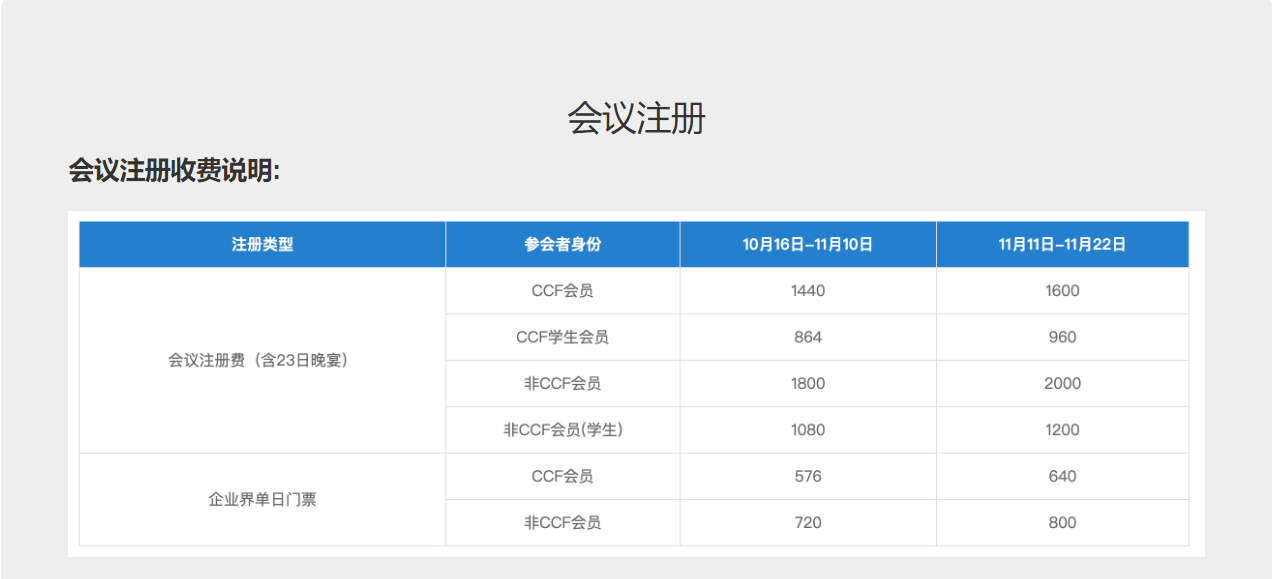 会议注册
会议注册收费说明:
注册类型 参会者身份 10月16日–11月10日 11月11日–11月22日
会议注册费（含23日晚宴） CCF会员 1440 1600
CCF学生会员 864 960
非CCF会员 1800 2000
非CCF会员(学生) 1080 1200
企业界单日门票 CCF会员 576 640
非CCF会员 720 800